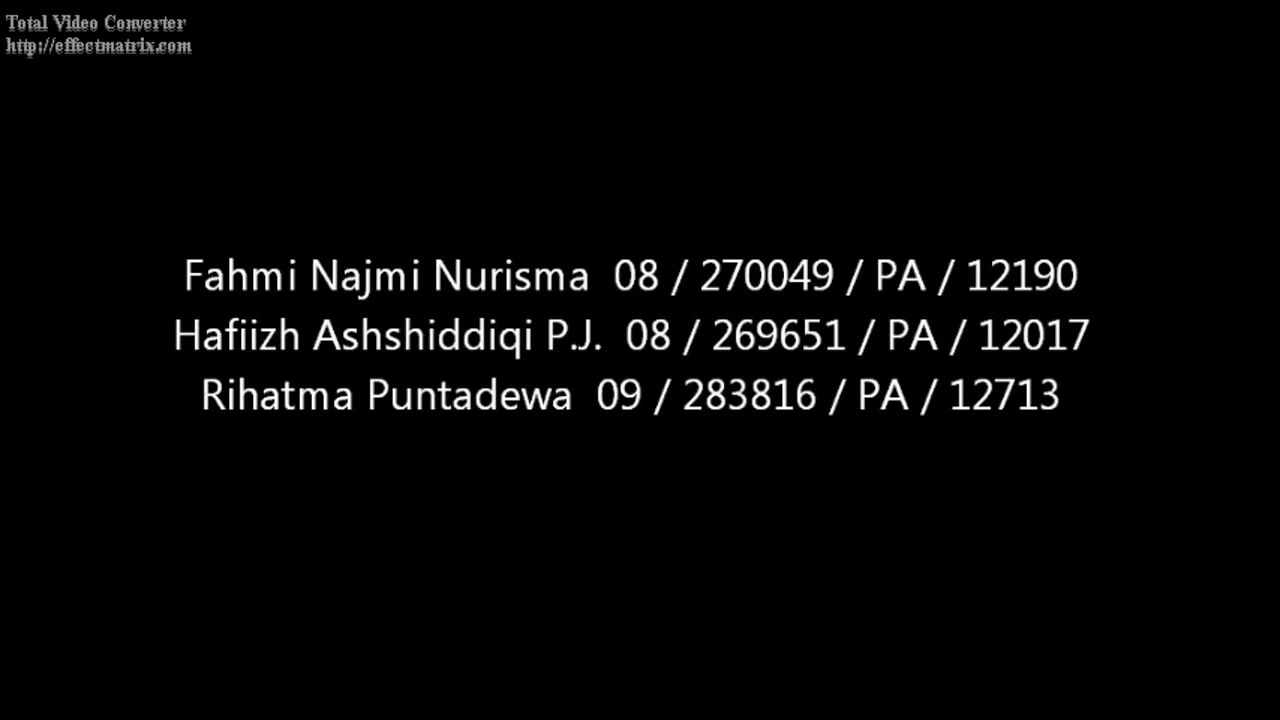 Total Video Converter
http://effectmatrix.com
Fahmi Najmi Nurisma 08 / 270049 / PA / 12190
Hafiizh Ashshiddiqi P.J. 08 / 269651 / PA / 12017
Rihatma Puntadewa 09 / 283816 / PA / 12713